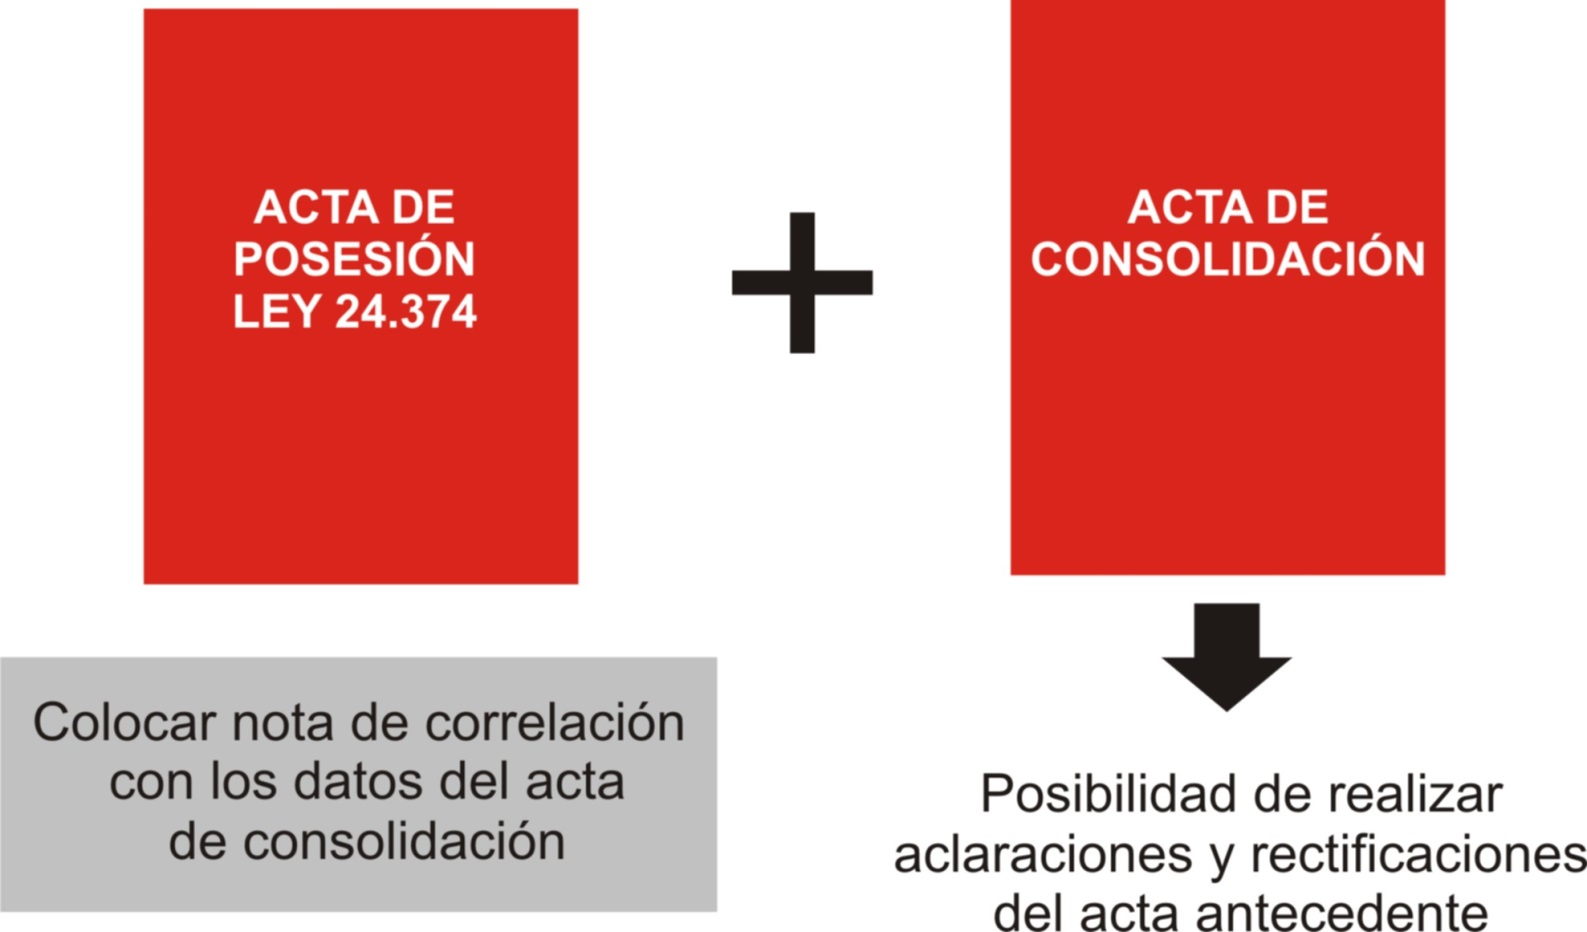 ACTA DE
POSESIÓN
LEY 24.374
ACTA DE
CONSOLIDACIÓN
Colocar nota de correlación
con los datos del acta
de consolidación
Posibilidad de realizar
aclaraciones y rectificaciones
del acta antecedente